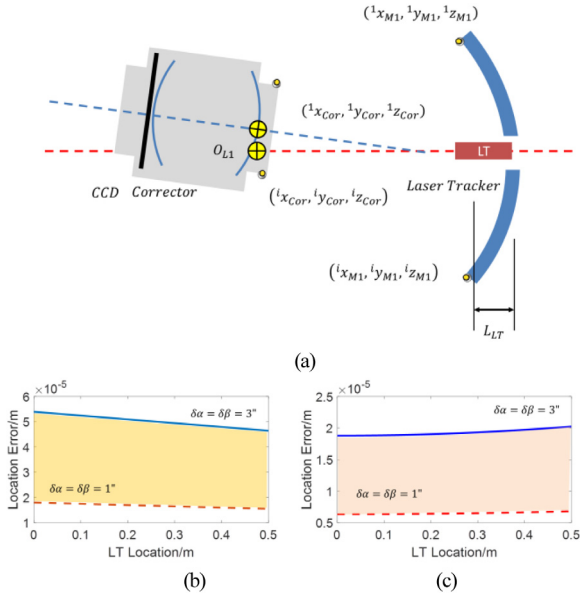 (¹x_M1, ¹y_M1, ¹z_M1)
(¹x_Cor, ¹y_Cor, ¹z_Cor)
O_L1
LT
CCD Corrector
Laser Tracker
(ⁱx_Cor, ⁱy_Cor, ⁱz_Cor)
(ⁱx_M1, ⁱy_M1, ⁱz_M1)
L_LT
(a)
× 10⁻⁵
6
5
4
3
2
1
Location Error/m
δα = δβ = 3"
δα = δβ = 1"
0 0.1 0.2 0.3 0.4 0.5
LT Location/m
(b)
× 10⁻⁵
2.5
2
1.5
1
0.5
Location Error/m
δα = δβ = 3"
δα = δβ = 1"
0 0.1 0.2 0.3 0.4 0.5
LT Location/m
(c)